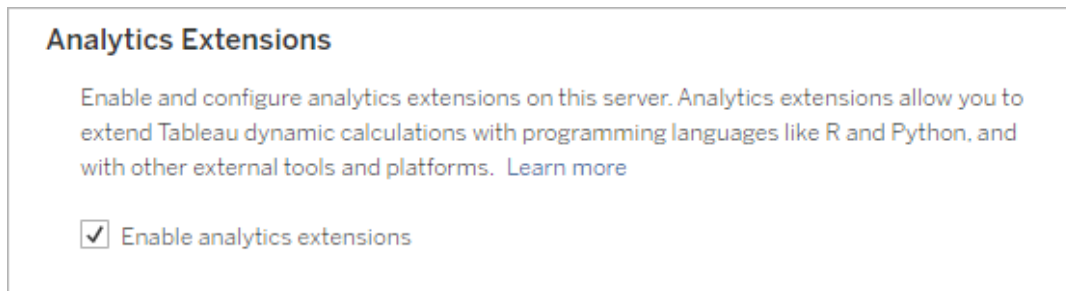 Analytics Extensions
Enable and configure analytics extensions on this server. Analytics extensions allow you to
extend Tableau dynamic calculations with programming languages like R and Python, and
with other external tools and platforms. Learn more
Enable analytics extensions